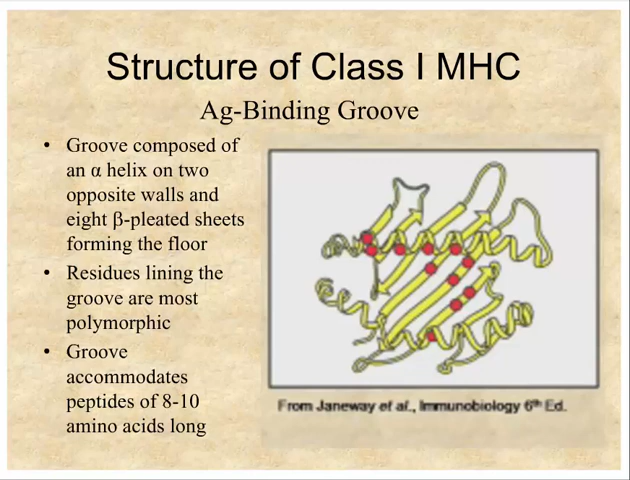 Structure of Class I MHC
Ag-Binding Groove
• Groove composed of
an α helix on two
opposite walls and
eight β-pleated sheets
forming the floor
• Residues lining the
groove are most
polymorphic
• Groove
accommodates
peptides of 8-10
amino acids long
From Janeway et al., Immunobiology 6th Ed.